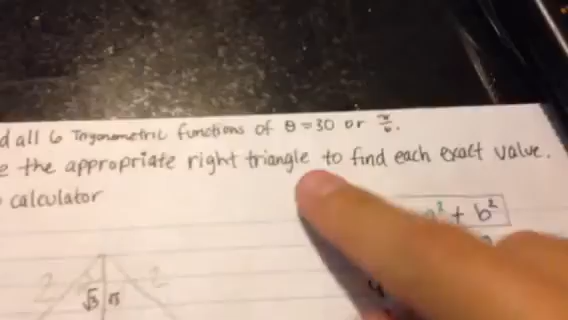 d all 6 Trigonometric functions of θ = 30 or π/6.
e the appropriate right triangle to find each exact value.
calculator
a² + b²
2 √3 √3 2